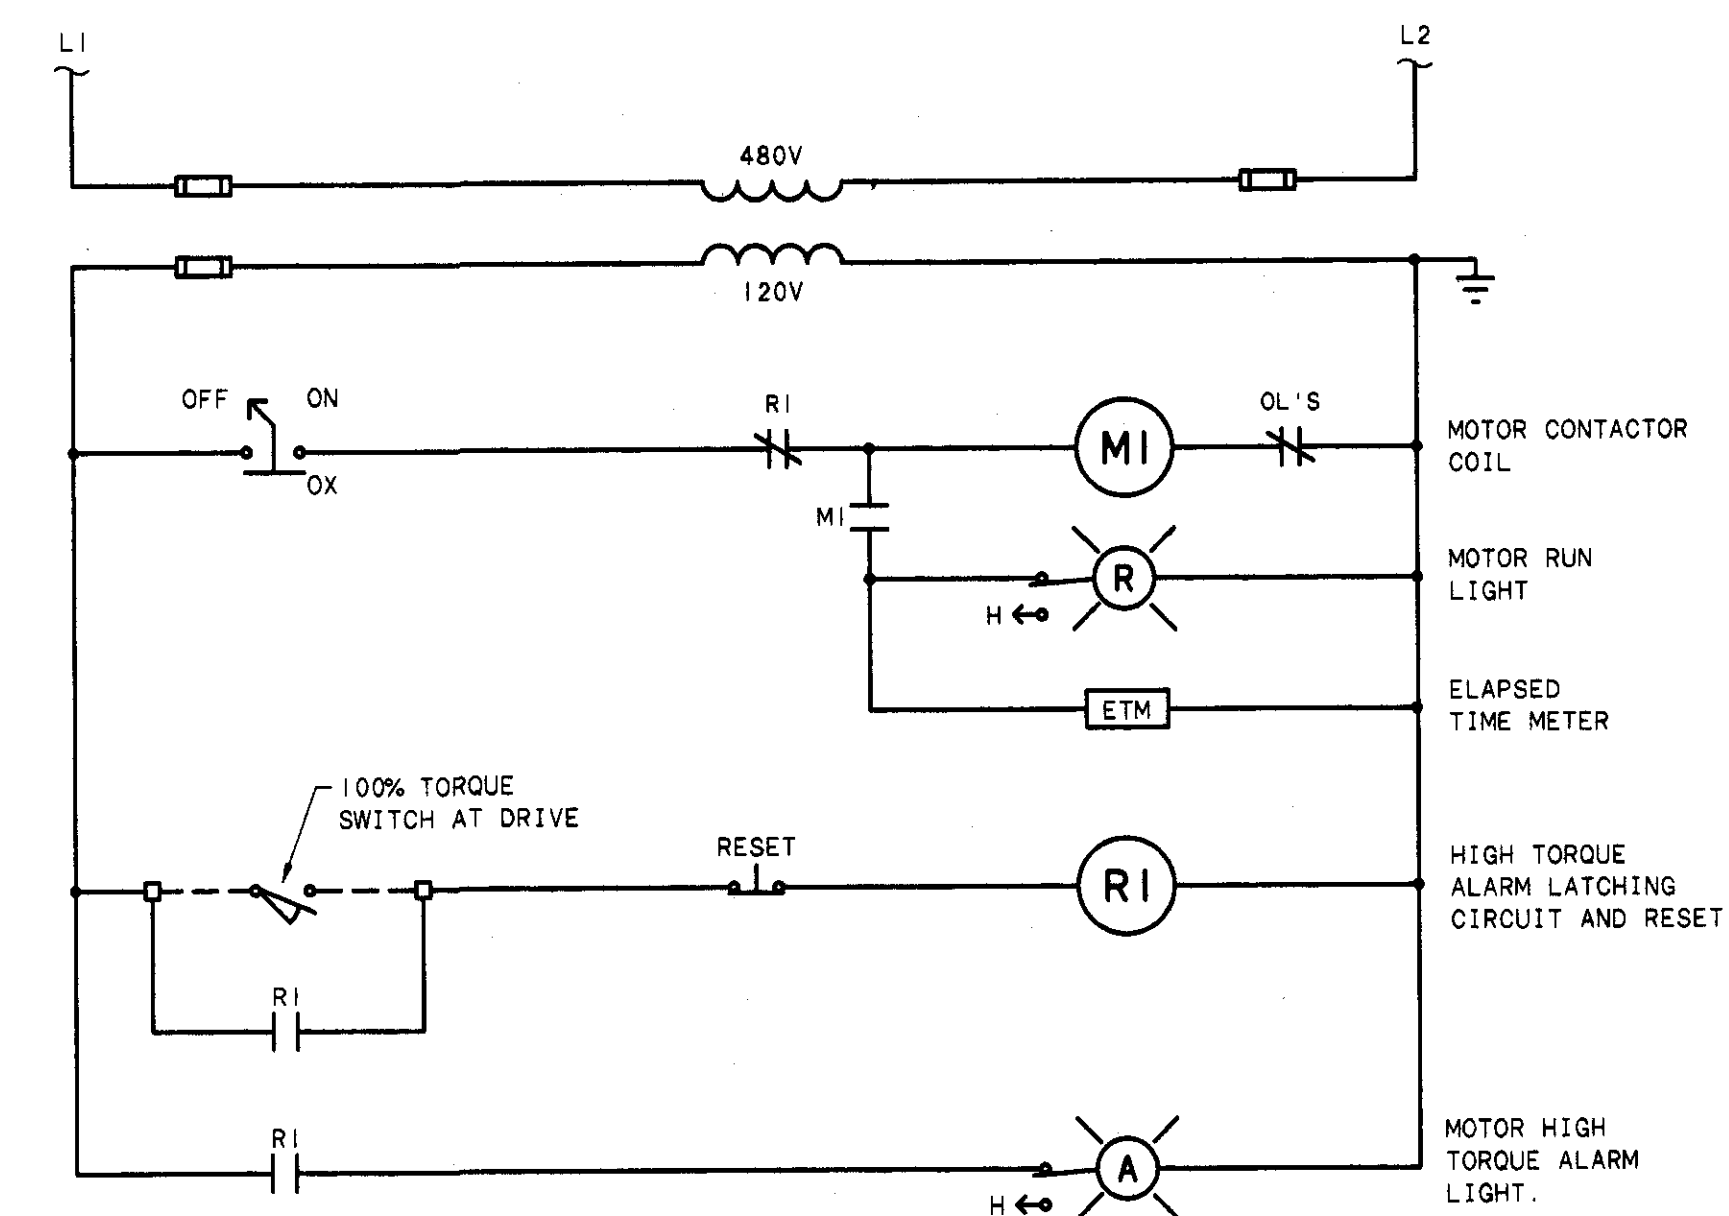 L1
L2
480V
120V
OFF
ON
OX
R1
OL'S
M1
MOTOR CONTACTOR
COIL
M1
R
H
MOTOR RUN
LIGHT
ETM
ELAPSED
TIME METER
100% TORQUE
SWITCH AT DRIVE
RESET
R1
HIGH TORQUE
ALARM LATCHING
CIRCUIT AND RESET
R1
R1
A
H
MOTOR HIGH
TORQUE ALARM
LIGHT.